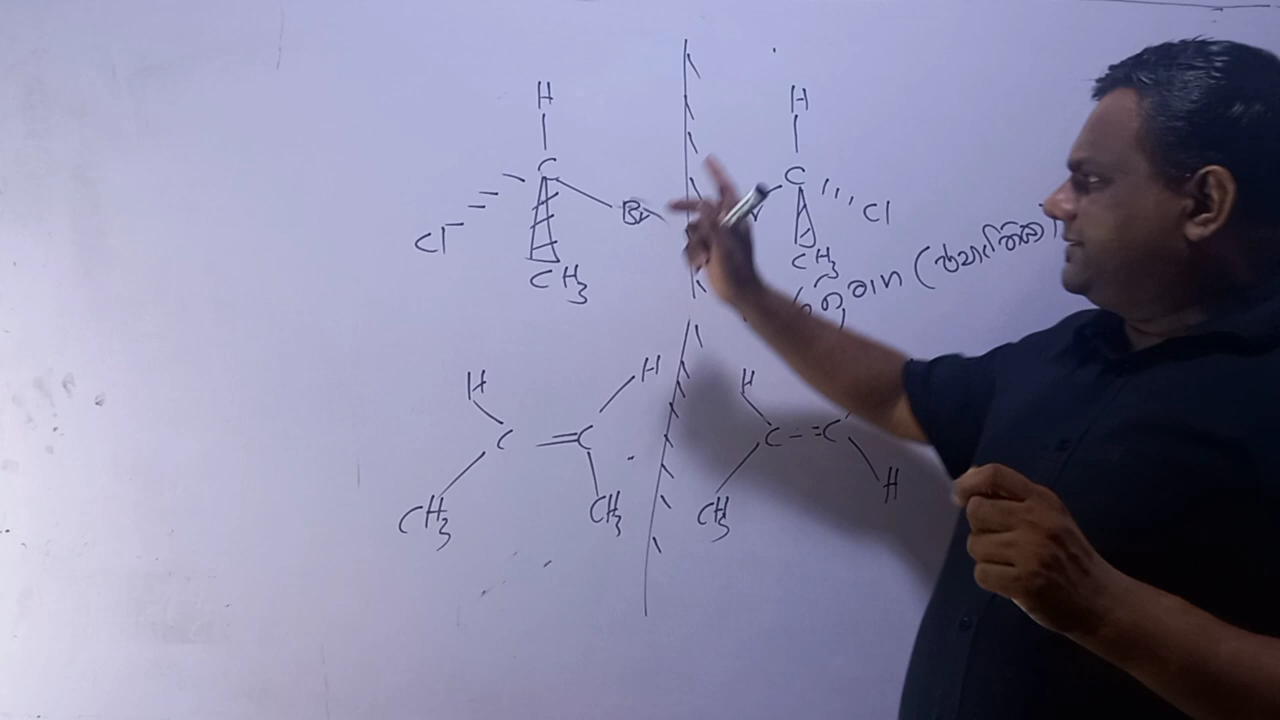 H H
C C
Cl Br Cl
CH₃ CH₃
H H H
C = C C = C
CH₃ CH₃ CH₃ H